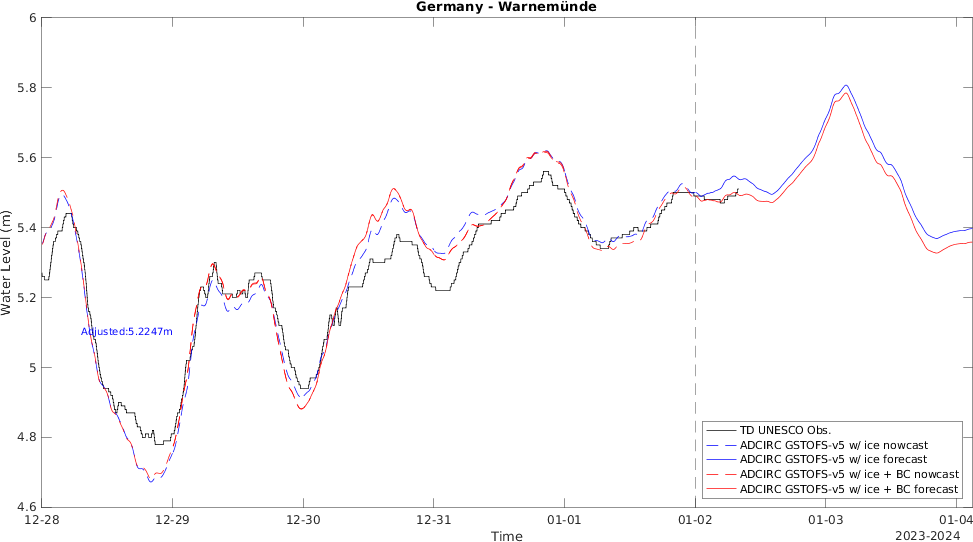 Germany - Warnemünde
Water Level (m)
6
5.8
5.6
5.4
5.2
5
4.8
4.6
Adjusted:5.2247m
TD UNESCO Obs.
ADCIRC GSTOFS-v5 w/ ice nowcast
ADCIRC GSTOFS-v5 w/ ice forecast
ADCIRC GSTOFS-v5 w/ ice + BC nowcast
ADCIRC GSTOFS-v5 w/ ice + BC forecast
12-28 12-29 12-30 12-31 01-01 01-02 01-03 01-04
Time
2023-2024